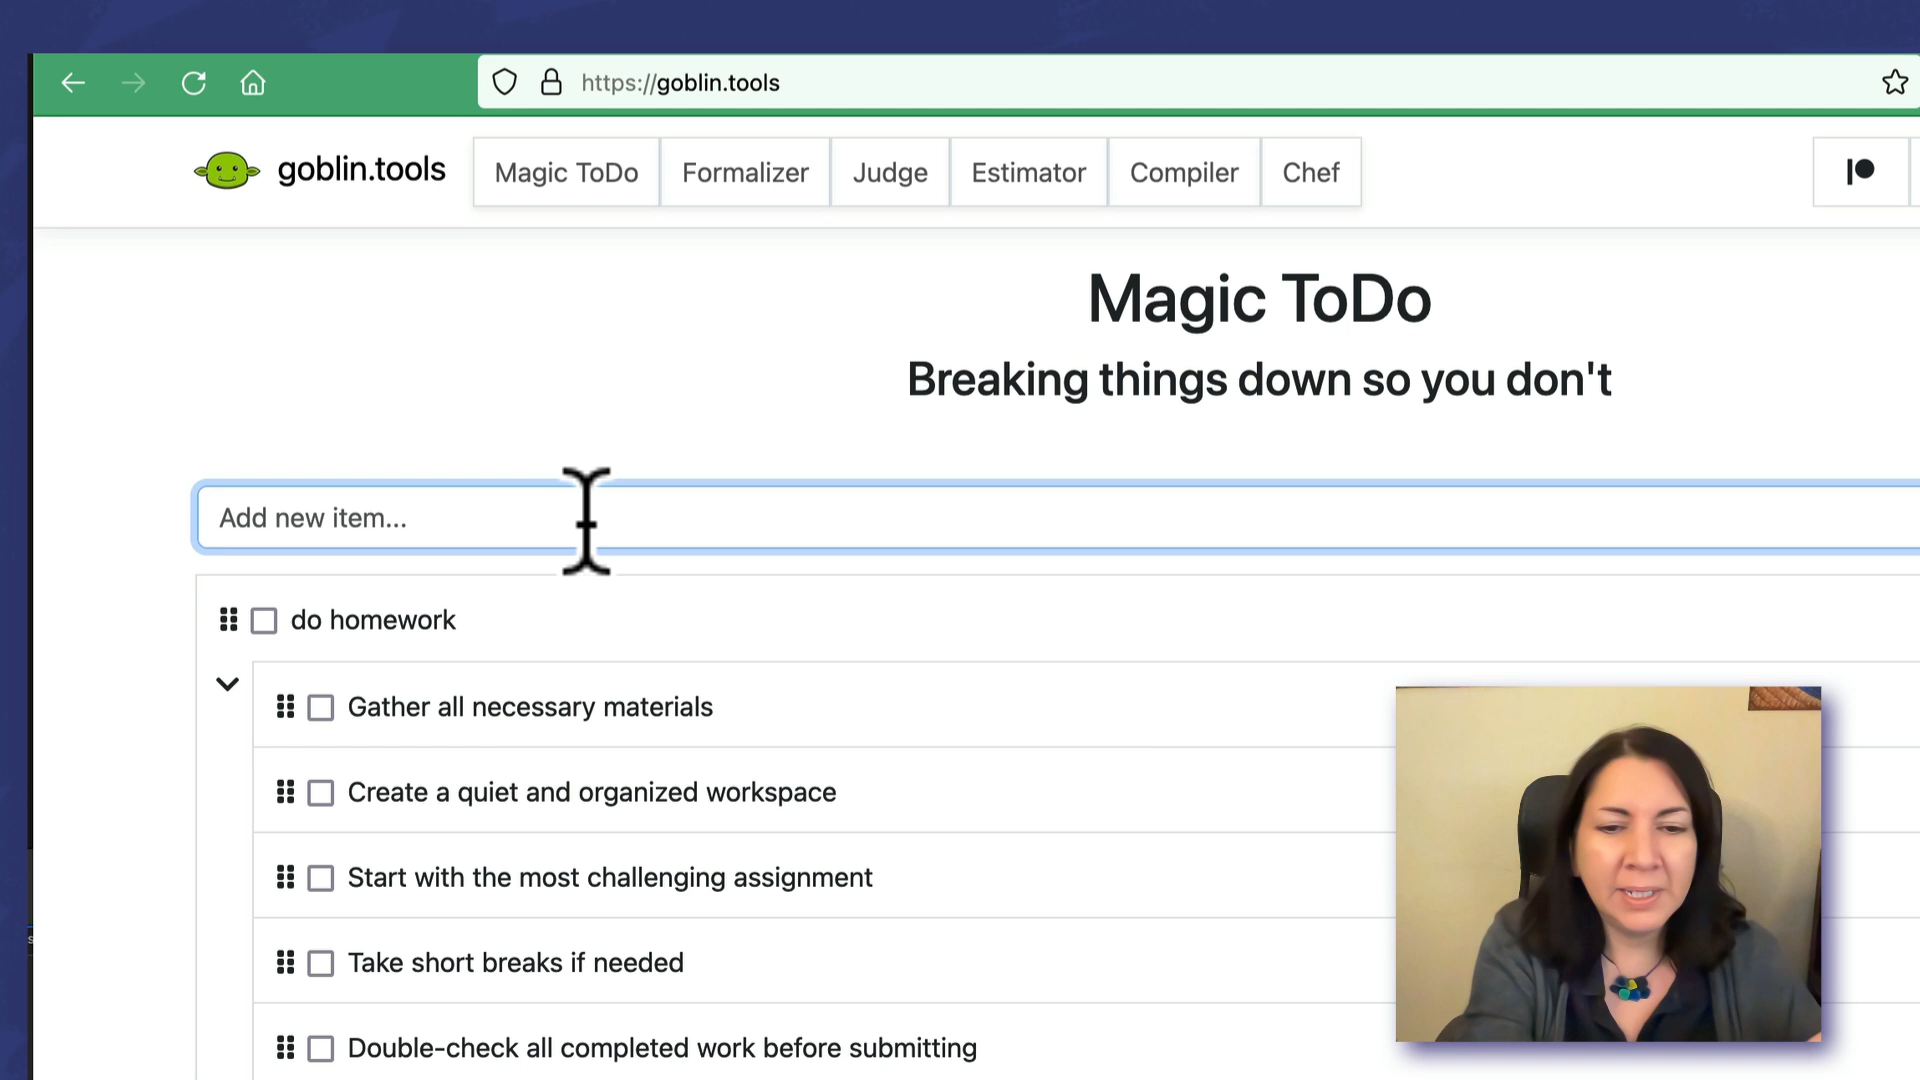 https://goblin.tools
goblin.tools
Magic ToDo
Formalizer
Judge
Estimator
Compiler
Chef
Magic ToDo
Breaking things down so you don't
Add new item...
do homework
Gather all necessary materials
Create a quiet and organized workspace
Start with the most challenging assignment
Take short breaks if needed
Double-check all completed work before submitting